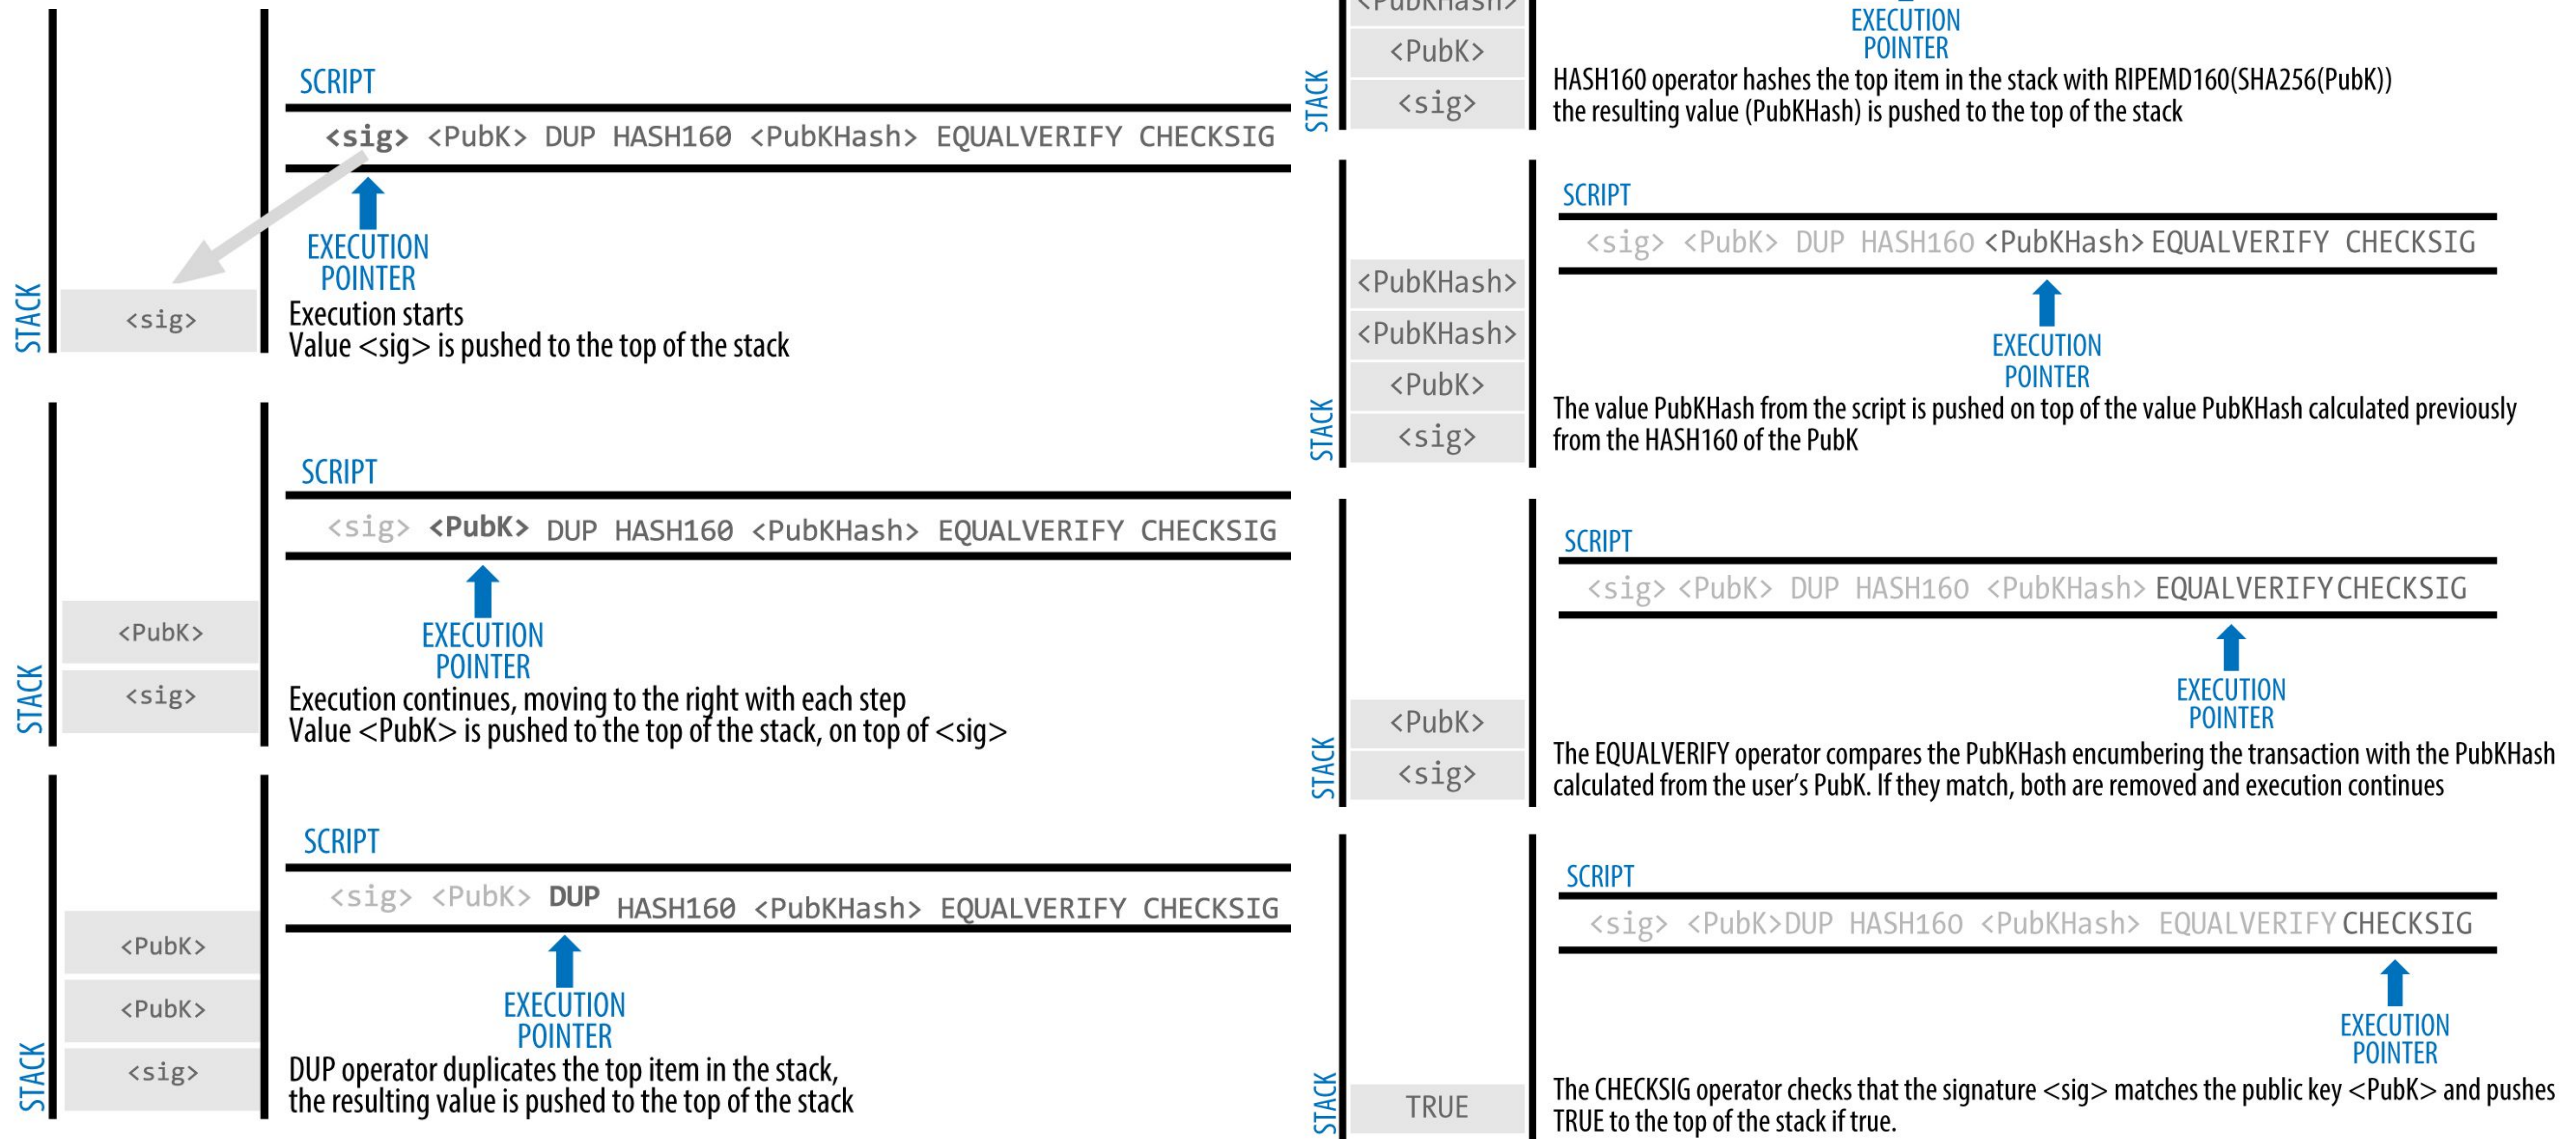 SCRIPT
<sig> <PubK> DUP HASH160 <PubKHash> EQUALVERIFY CHECKSIG
EXECUTION
POINTER
STACK
<sig>
Execution starts
Value <sig> is pushed to the top of the stack
SCRIPT
<sig> <PubK> DUP HASH160 <PubKHash> EQUALVERIFY CHECKSIG
EXECUTION
POINTER
STACK
<PubK>
<sig>
Execution continues, moving to the right with each step
Value <PubK> is pushed to the top of the stack, on top of <sig>
SCRIPT
<sig> <PubK> DUP HASH160 <PubKHash> EQUALVERIFY CHECKSIG
EXECUTION
POINTER
STACK
<PubK>
<PubK>
<sig>
DUP operator duplicates the top item in the stack,
the resulting value is pushed to the top of the stack
<PubKHash>
<PubK>
<sig>
STACK
EXECUTION
POINTER
HASH160 operator hashes the top item in the stack with RIPEMD160(SHA256(PubK))
the resulting value (PubKHash) is pushed to the top of the stack
SCRIPT
<sig> <PubK> DUP HASH160 <PubKHash> EQUALVERIFY CHECKSIG
EXECUTION
POINTER
STACK
<PubKHash>
<PubKHash>
<PubK>
<sig>
The value PubKHash from the script is pushed on top of the value PubKHash calculated previously
from the HASH160 of the PubK
SCRIPT
<sig> <PubK> DUP HASH160 <PubKHash> EQUALVERIFY CHECKSIG
EXECUTION
POINTER
STACK
<PubK>
<sig>
The EQUALVERIFY operator compares the PubKHash encumbering the transaction with the PubKHash
calculated from the user's PubK. If they match, both are removed and execution continues
SCRIPT
<sig> <PubK>DUP HASH160 <PubKHash> EQUALVERIFY CHECKSIG
EXECUTION
POINTER
STACK
TRUE
The CHECKSIG operator checks that the signature <sig> matches the public key <PubK> and pushes
TRUE to the top of the stack if true.